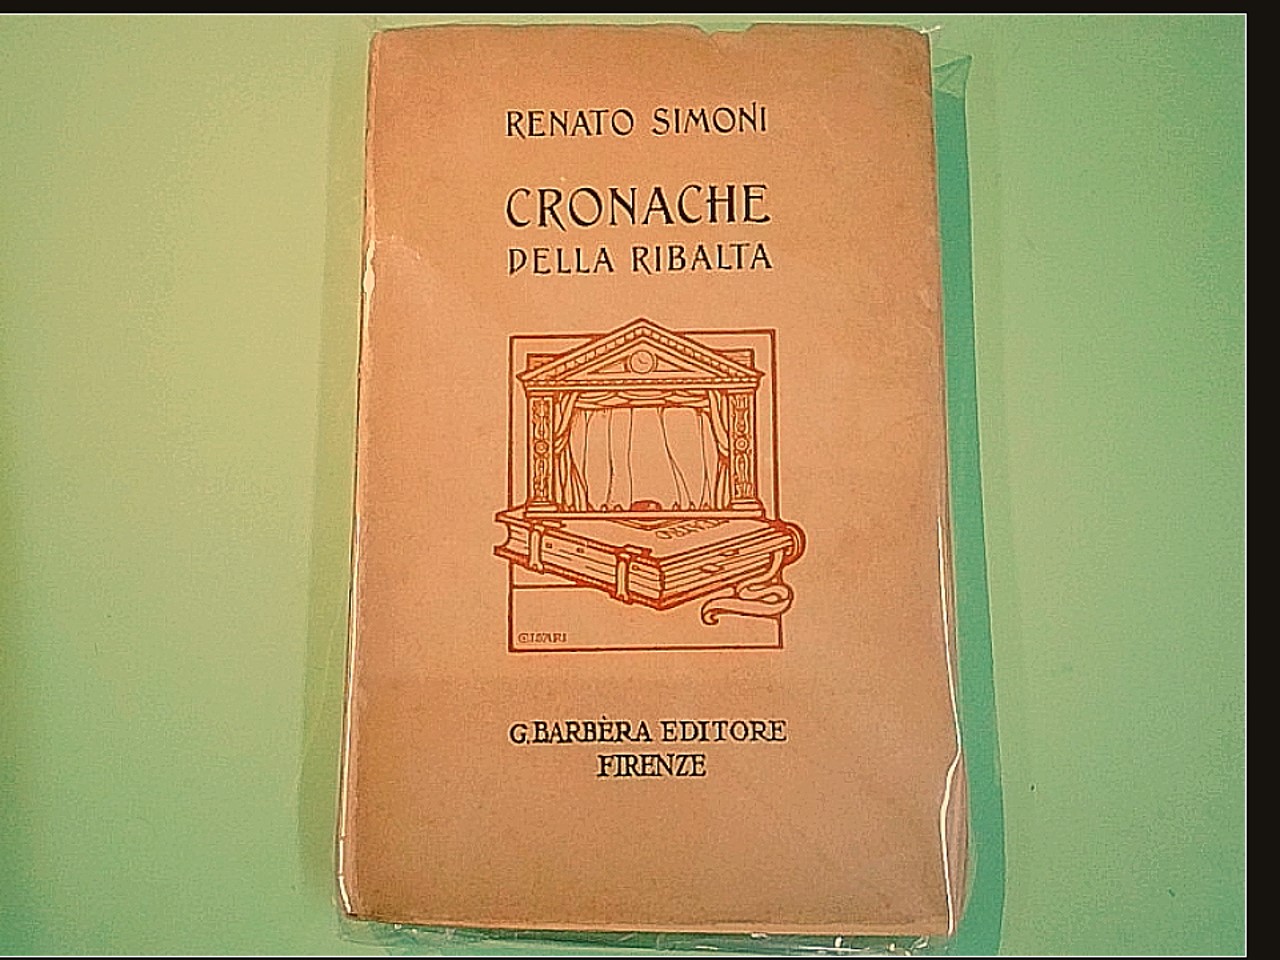 RENATO SIMONI
CRONACHE
DELLA RIBALTA
G. BARBÈRA EDITORE
FIRENZE